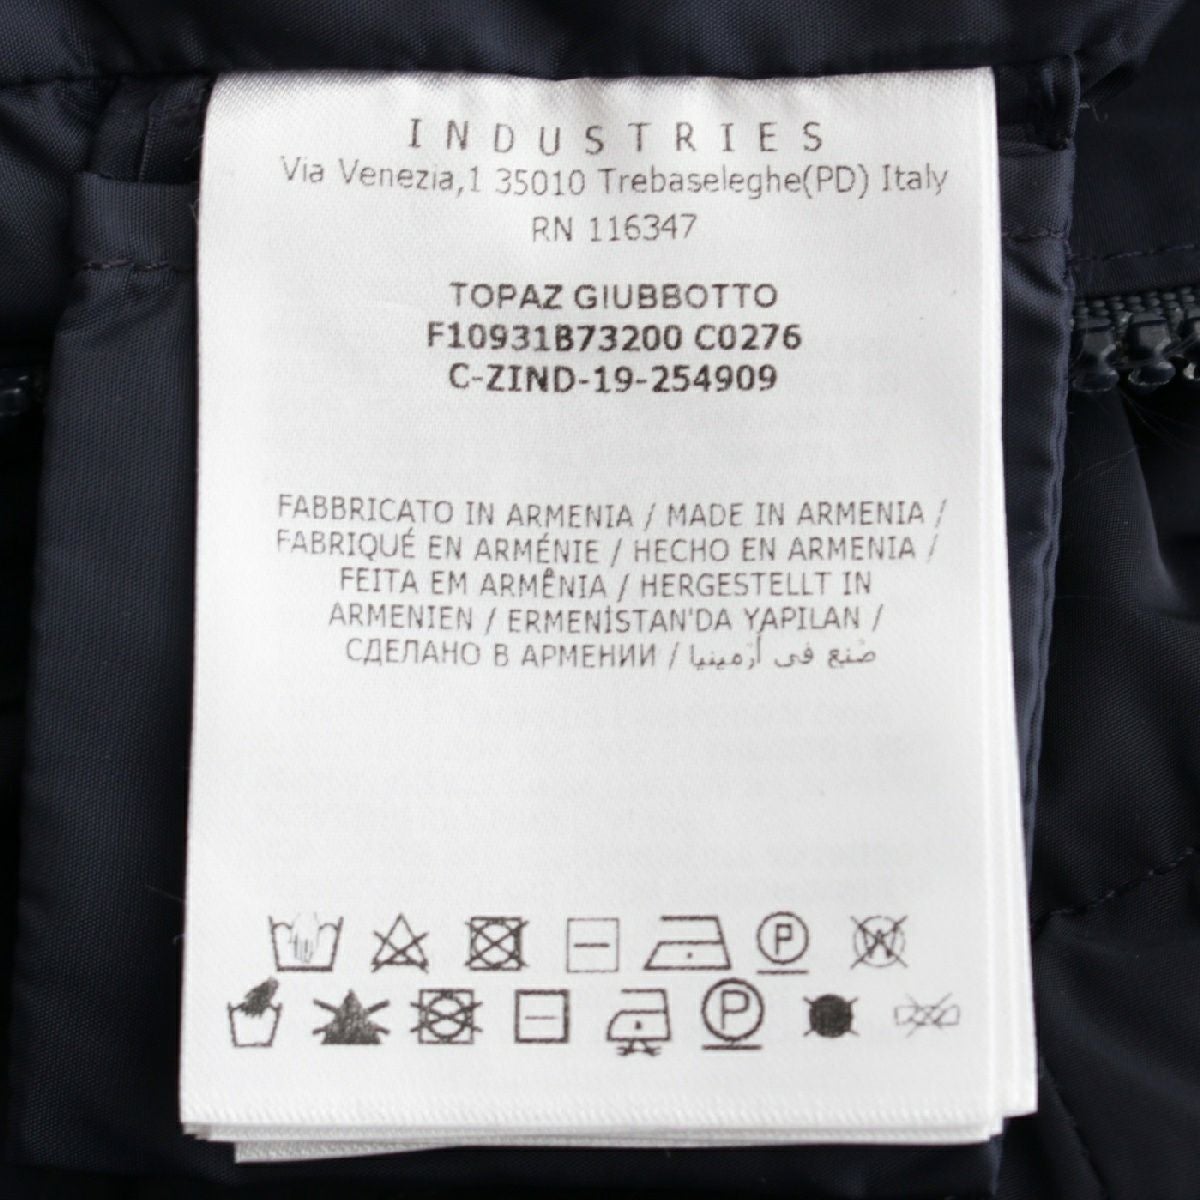 INDUSTRIES
Via Venezia,1 35010 Trebaseleghe(PD) Italy
RN 116347
TOPAZ GIUBBOTTO
F10931B73200 C0276
C-ZIND-19-254909
FABBRICATO IN ARMENIA / MADE IN ARMENIA /
FABRIQUÉ EN ARMÉNIE / HECHO EN ARMENIA /
FEITA EM ARMÊNIA / HERGESTELLT IN
ARMENIEN / ERMENİSTAN'DA YAPILAN /
СДЕЛАНО В АРМЕНИИ / صُنع في أرمينيا
P W
P